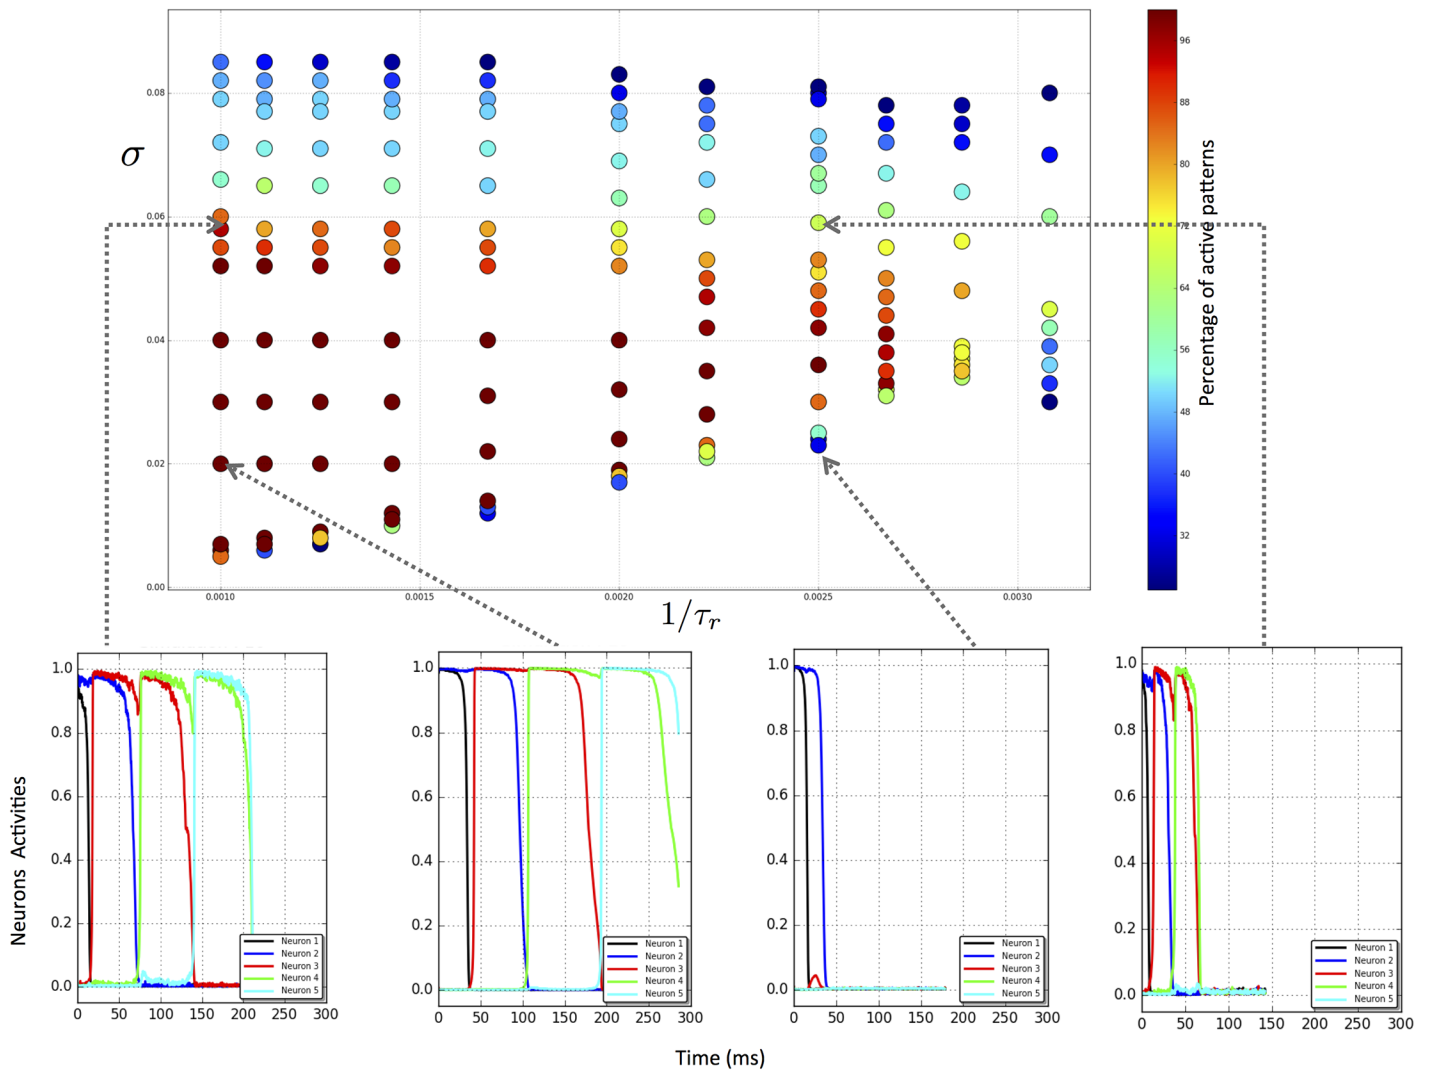 σ
0.08
0.06
0.04
0.02
0.00
0.0010 0.0015 0.0020 0.0025 0.0030
1/τr
96
88
80
72
64
56
48
40
32
Percentage of active patterns
Neurons Activities
1.0
0.8
0.6
0.4
0.2
0.0
0 50 100 150 200 250 300
Neuron 1
Neuron 2
Neuron 3
Neuron 4
Neuron 5
1.0
0.8
0.6
0.4
0.2
0.0
0 50 100 150 200 250 300
Neuron 1
Neuron 2
Neuron 3
Neuron 4
Neuron 5
1.0
0.8
0.6
0.4
0.2
0.0
0 50 100 150 200 250 300
Neuron 1
Neuron 2
Neuron 3
Neuron 4
Neuron 5
1.0
0.8
0.6
0.4
0.2
0.0
0 50 100 150 200 250 300
Neuron 1
Neuron 2
Neuron 3
Neuron 4
Neuron 5
Time (ms)